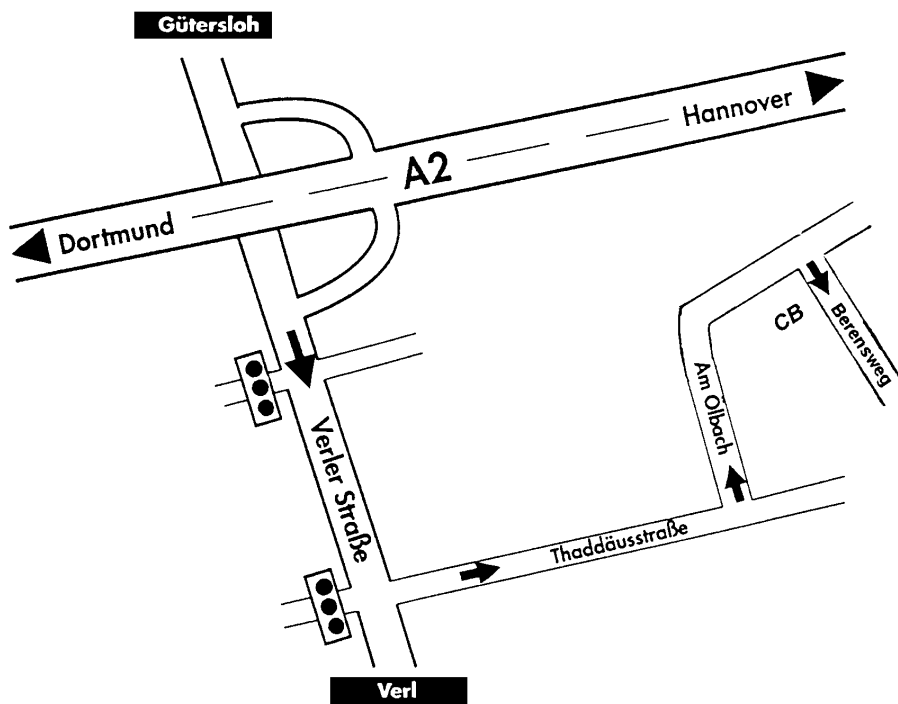 Gütersloh
Hannover
A2
Dortmund
CB
Berensweg
Am Ölbach
Verler Straße
Thaddäusstraße
Verl